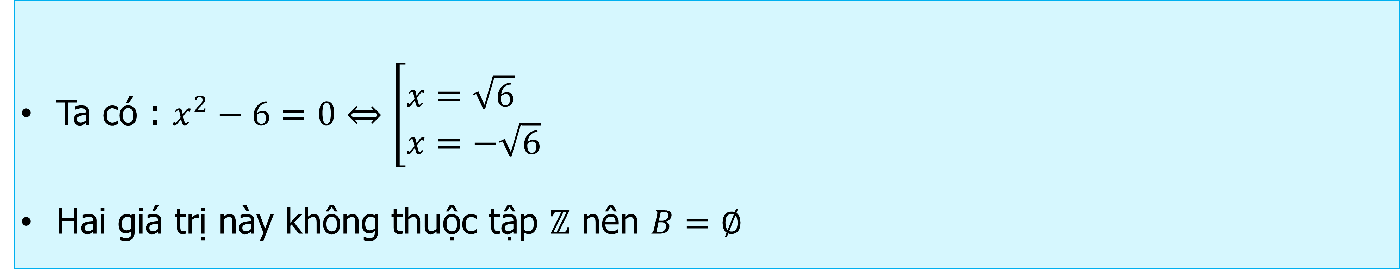 • Ta có : x² − 6 = 0 ⇔ [ x = √6
x = −√6
• Hai giá trị này không thuộc tập ℤ nên B = ∅